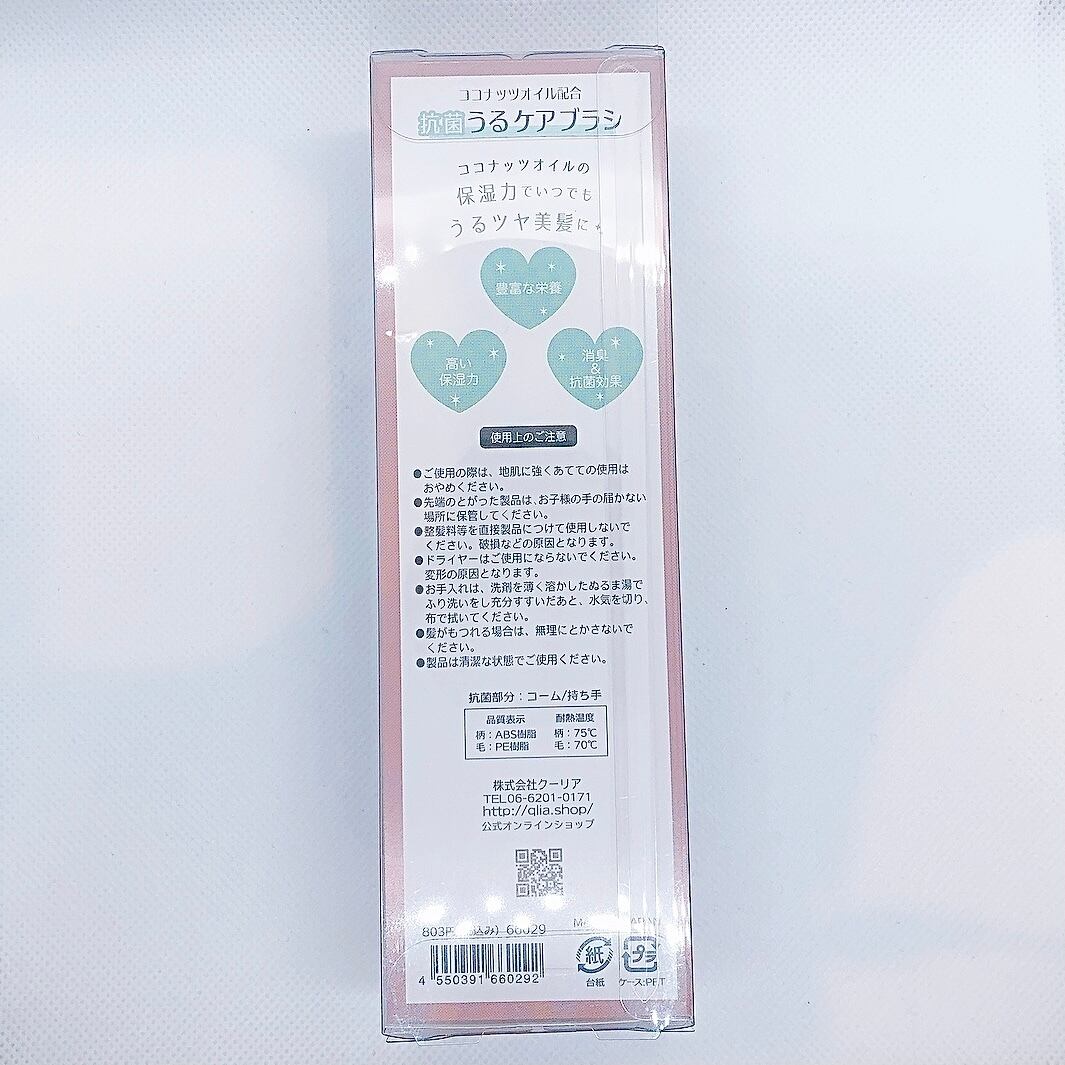 ココナッツオイル配合
抗菌うるケアブラシ
ココナッツオイルの
保湿力でいつでも
うるツヤ美髪に
豊富な栄養
高い
保湿力
消臭
&
抗菌効果
使用上のご注意
●ご使用の際は、地肌に強くあてての使用は
おやめください。
●先端のとがった製品は、お子様の手の届かない
場所に保管してください。
●整髪料等を直接製品につけて使用しないで
ください。破損などの原因となります。
●ドライヤーはご使用にならないでください。
変形の原因となります。
●お手入れは、洗剤を薄く溶かしたぬるま湯で
ふり洗いをし充分すすいだあと、水気を切り、
布で拭いてください。
●髪がもつれる場合は、無理にとかさないで
ください。
●製品は清潔な状態でご使用ください。
抗菌部分：コーム/持ち手
品質表示 耐熱温度
柄：ABS樹脂 柄：75℃
毛：PE樹脂 毛：70℃
株式会社クーリア
TEL06-6201-0171
http://qlia.shop/
公式オンラインショップ
803円 込み) 66029
4 550391 660292
紙
台紙
プラ
ケース:PET